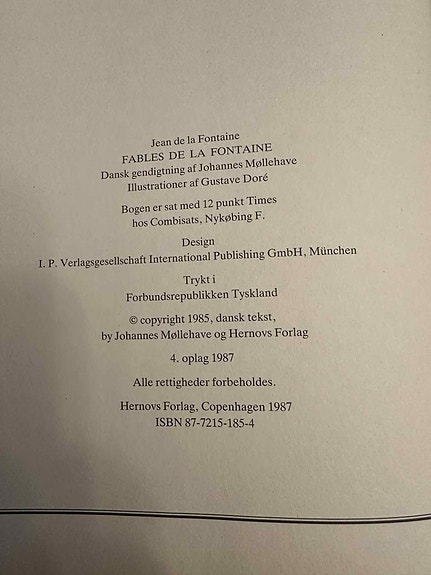 Jean de la Fontaine
FABLES DE LA FONTAINE
Dansk gendigtning af Johannes Møllehave
Illustrationer af Gustave Doré
Bogen er sat med 12 punkt Times
hos Combisats, Nykøbing F.
Design
I. P. Verlagsgesellschaft International Publishing GmbH, München
Trykt i
Forbundsrepublikken Tyskland
© copyright 1985, dansk tekst,
by Johannes Møllehave og Hernovs Forlag
4. oplag 1987
Alle rettigheder forbeholdes.
Hernovs Forlag, Copenhagen 1987
ISBN 87-7215-185-4